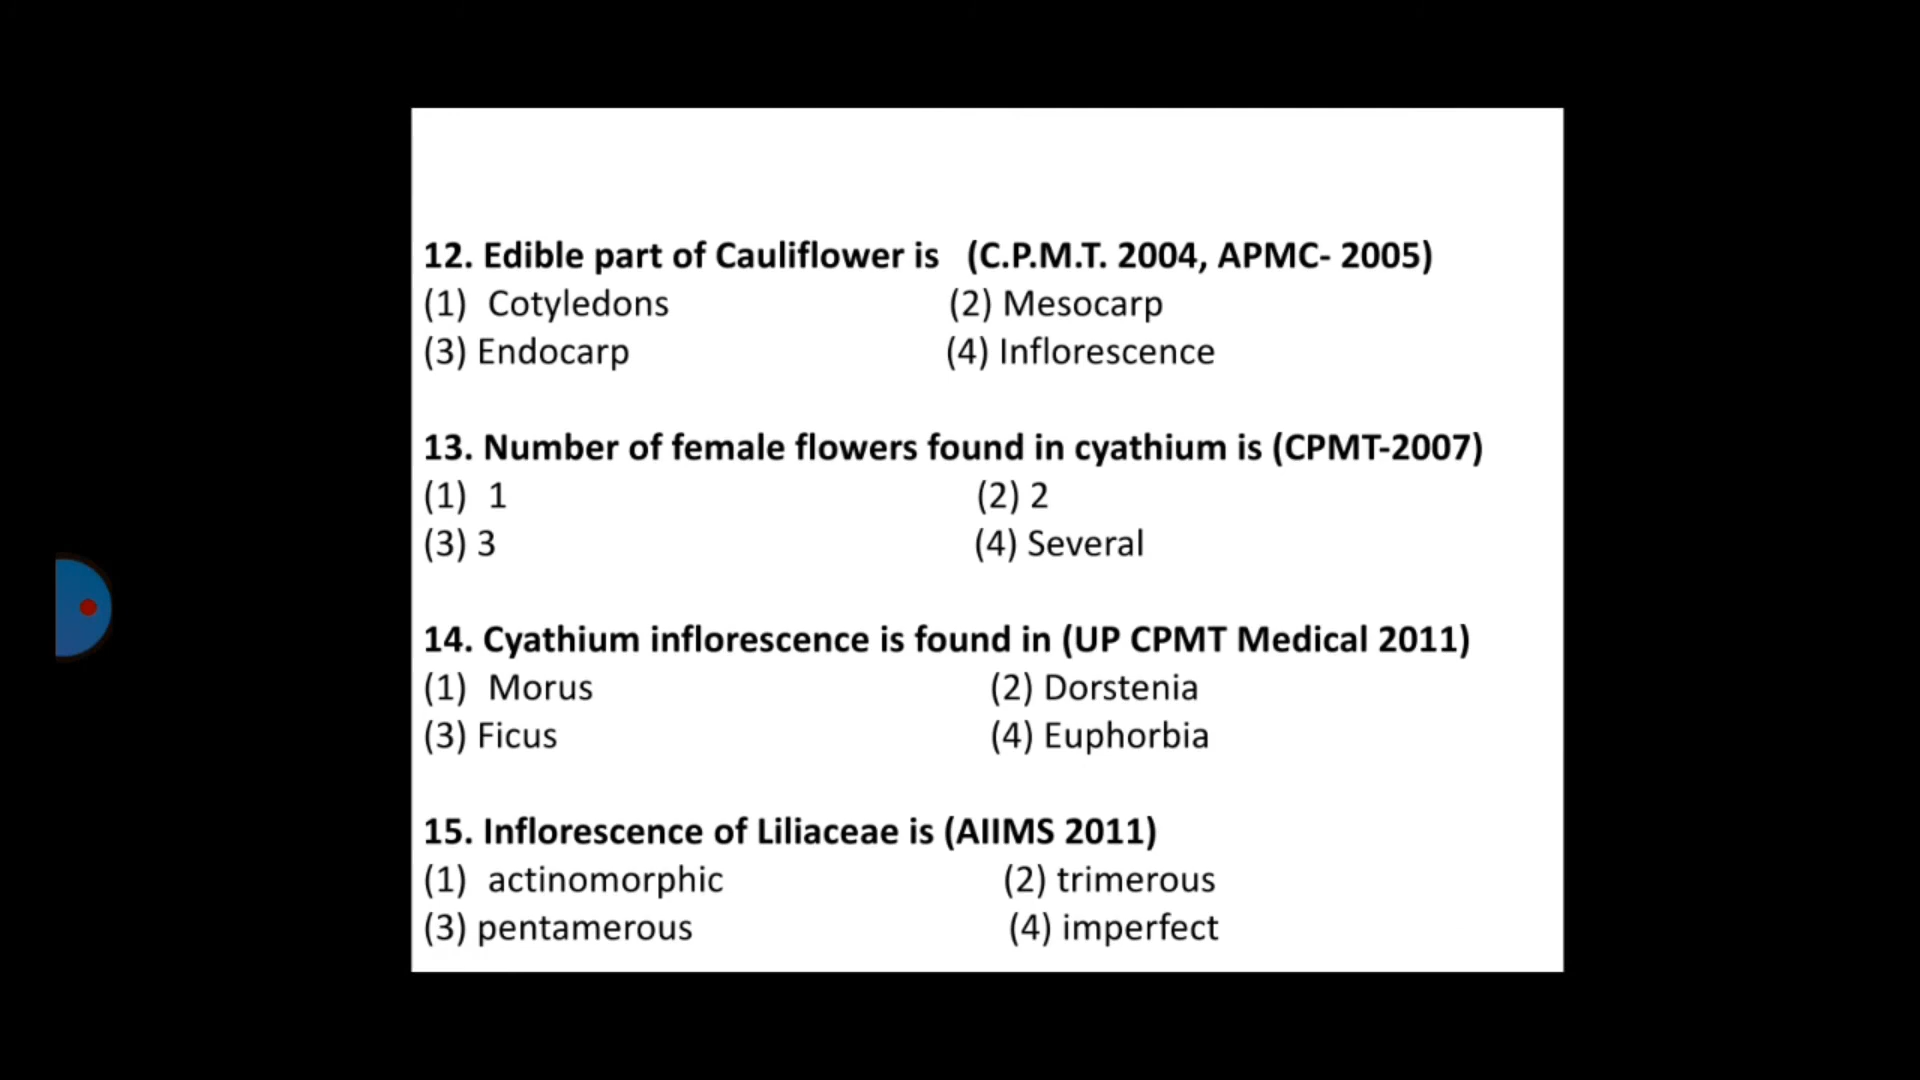 12. Edible part of Cauliflower is (C.P.M.T. 2004, APMC- 2005)
(1) Cotyledons (2) Mesocarp
(3) Endocarp (4) Inflorescence
13. Number of female flowers found in cyathium is (CPMT-2007)
(1) 1 (2) 2
(3) 3 (4) Several
14. Cyathium inflorescence is found in (UP CPMT Medical 2011)
(1) Morus (2) Dorstenia
(3) Ficus (4) Euphorbia
15. Inflorescence of Liliaceae is (AIIMS 2011)
(1) actinomorphic (2) trimerous
(3) pentamerous (4) imperfect